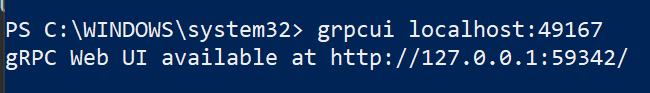 PS C:\WINDOWS\system32> grpcui localhost:49167
gRPC Web UI available at http://127.0.0.1:59342/